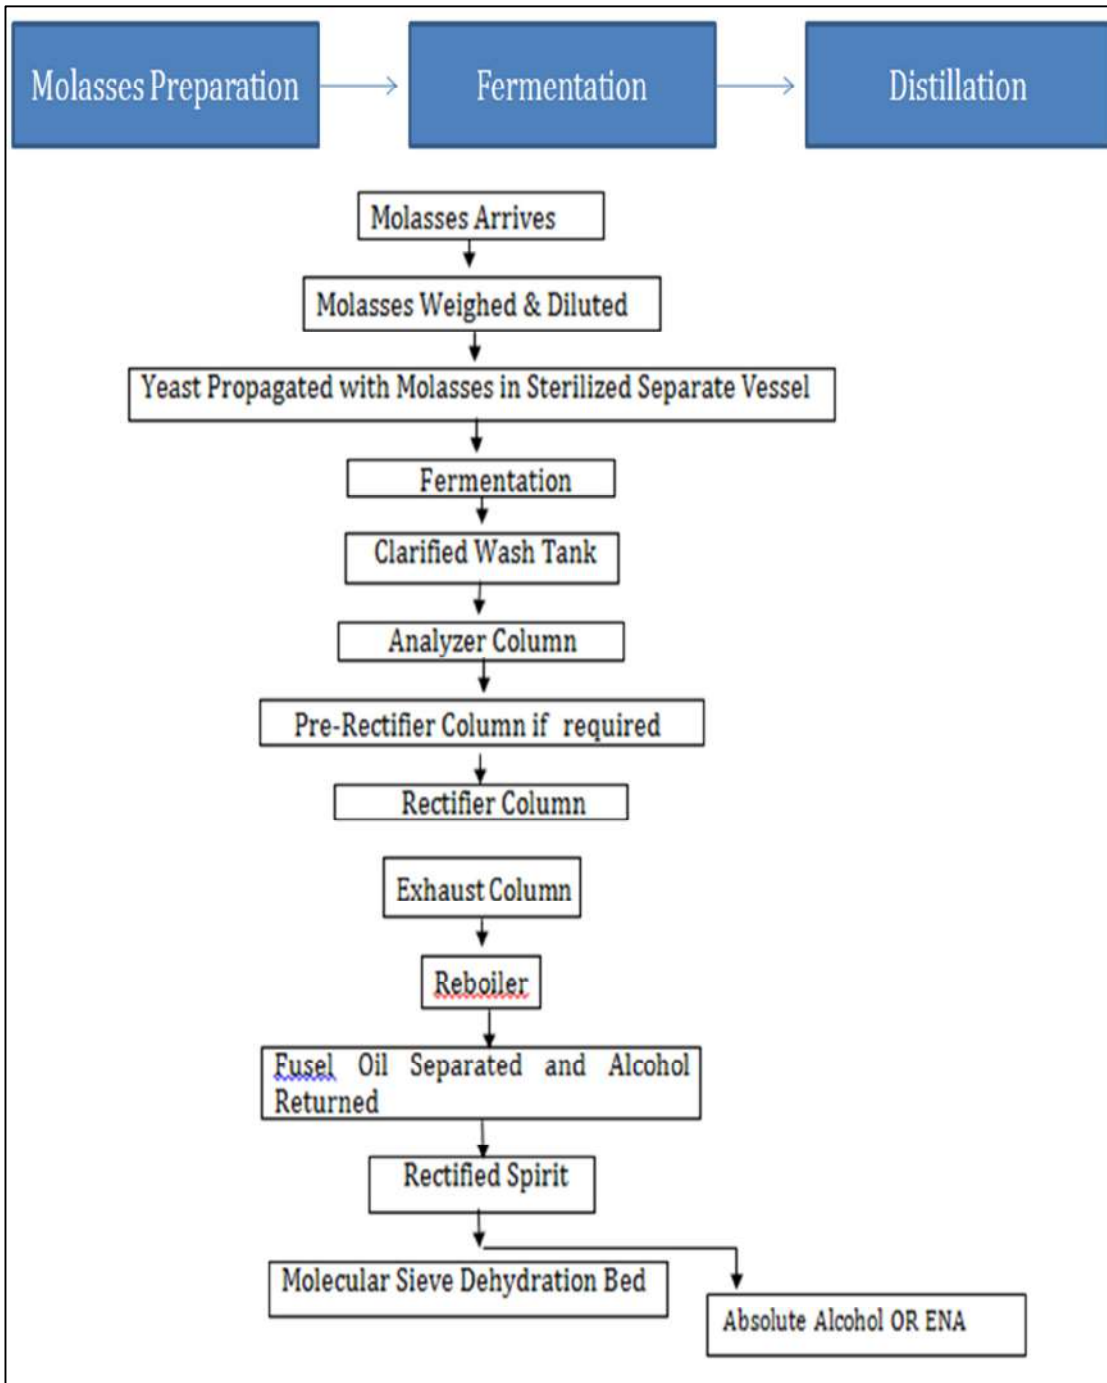 Molasses Preparation
Fermentation
Distillation
Molasses Arrives
Molasses Weighed & Diluted
Yeast Propagated with Molasses in Sterilized Separate Vessel
Fermentation
Clarified Wash Tank
Analyzer Column
Pre-Rectifier Column if required
Rectifier Column
Exhaust Column
Reboiler
Fusel Oil Separated and Alcohol
Returned
Rectified Spirit
Molecular Sieve Dehydration Bed
Absolute Alcohol OR ENA